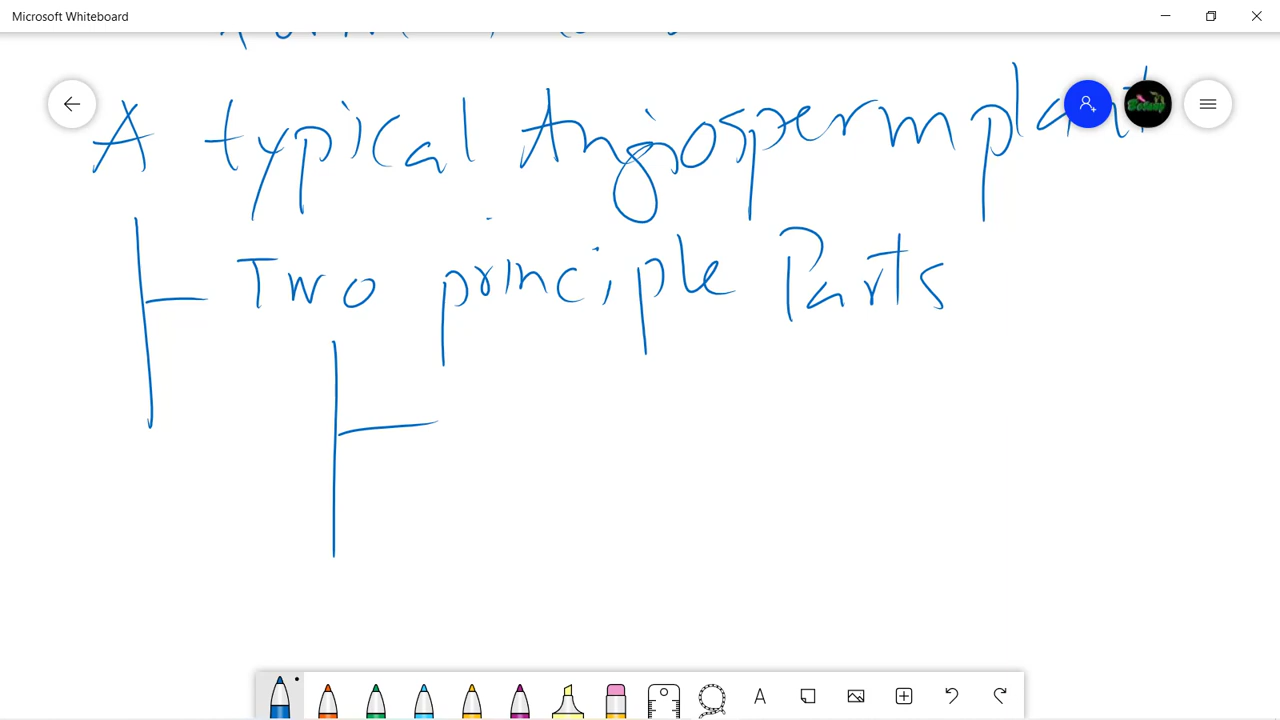 Microsoft Whiteboard
A typical Angiosperm plant
Two principle Parts